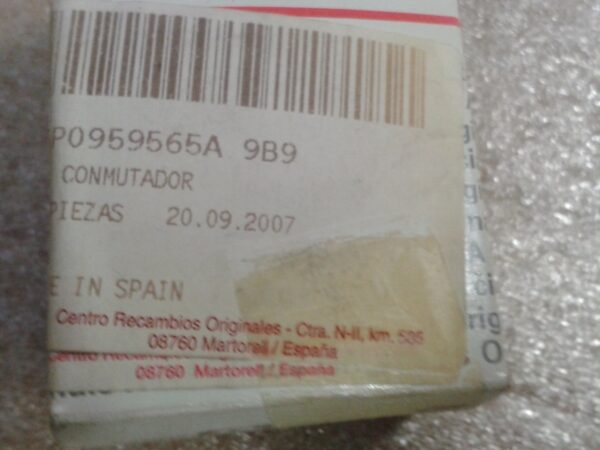 P0959565A 9B9
CONMUTADOR
PIEZAS 20.09.2007
E IN SPAIN
Centro Recambios Originales - Ctra. N-II, km. 585
08760 Martorell / España
08760 Martorell / España